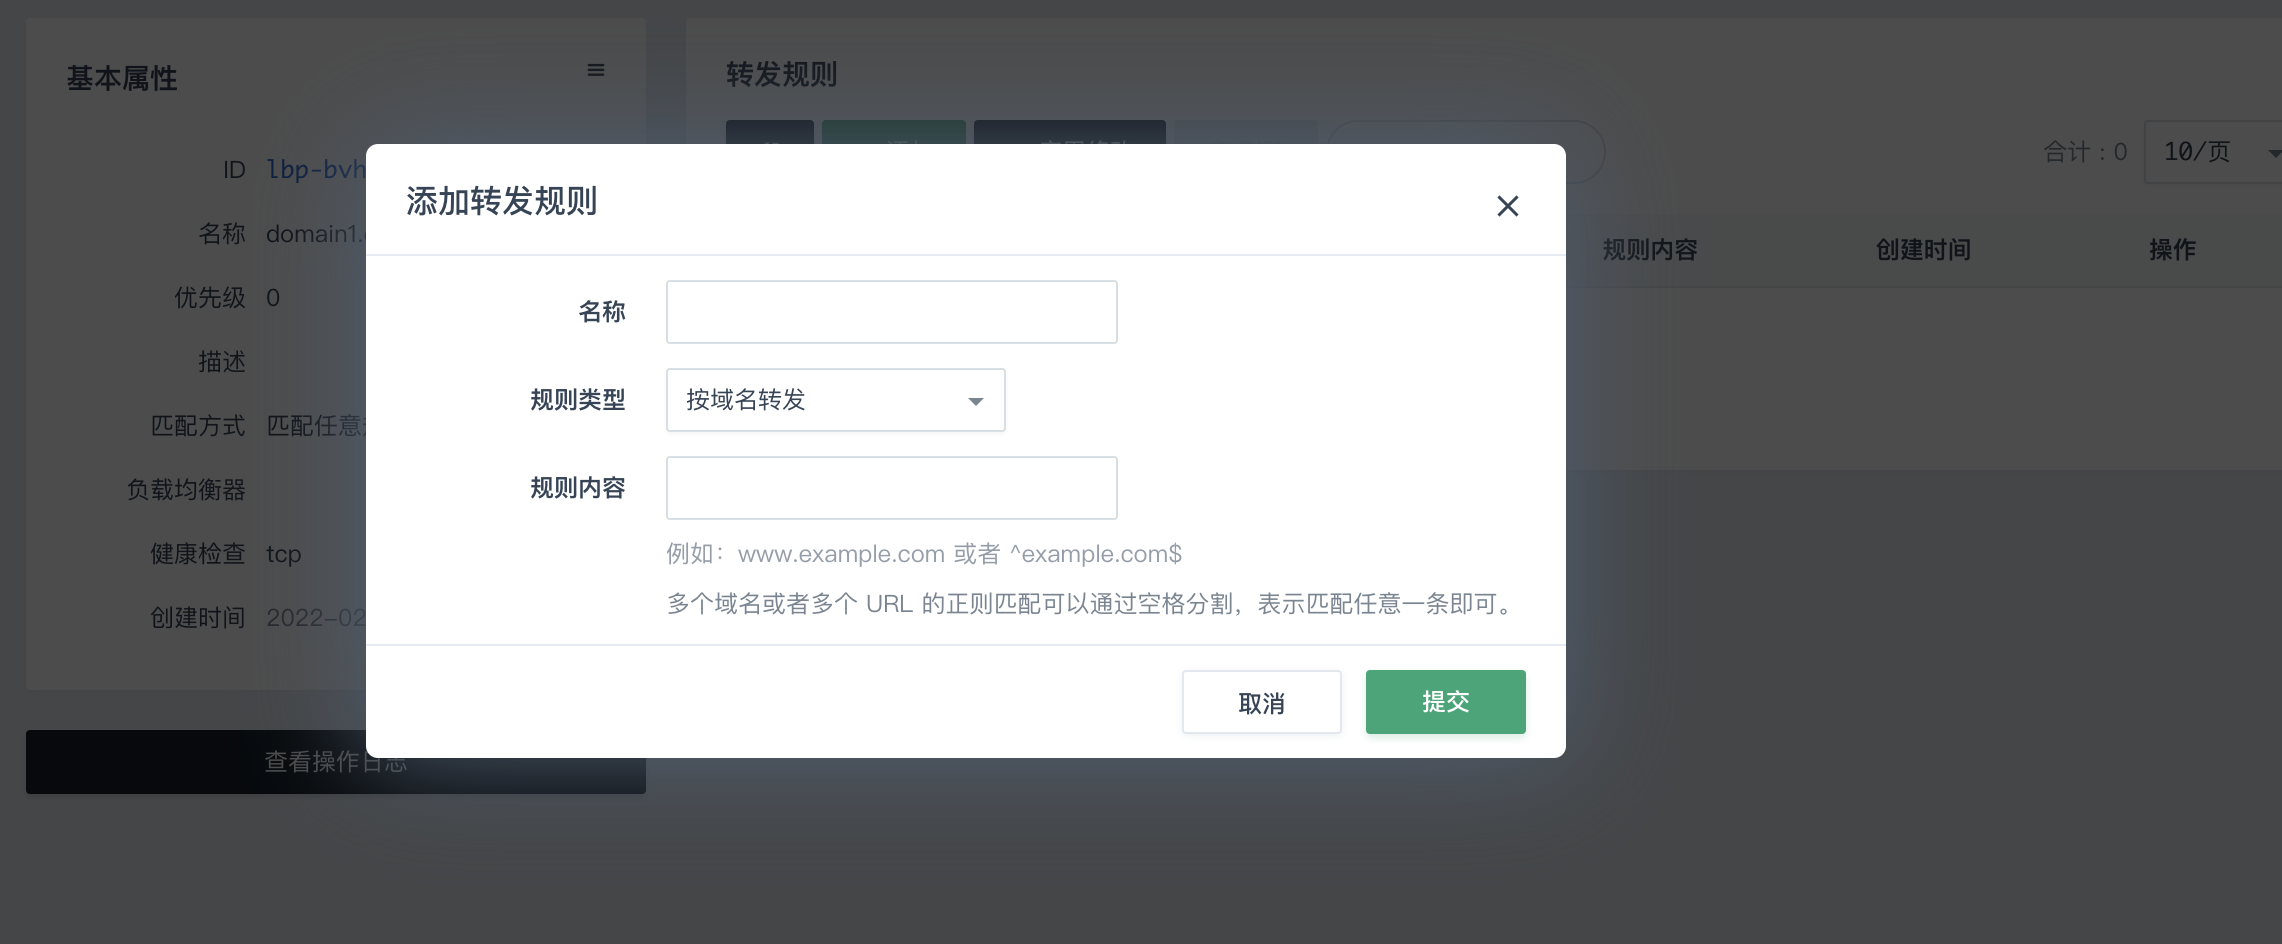 基本属性
ID lbp-bvh
名称 domain1.
优先级 0
描述
匹配方式 匹配任意
负载均衡器
健康检查 tcp
创建时间 2022-02
查看操作日志
转发规则
合计：0 10/页
规则内容 创建时间 操作
添加转发规则
名称
规则类型 按域名转发
规则内容
例如：www.example.com 或者 ^example.com$
多个域名或者多个 URL 的正则匹配可以通过空格分割，表示匹配任意一条即可。
取消 提交